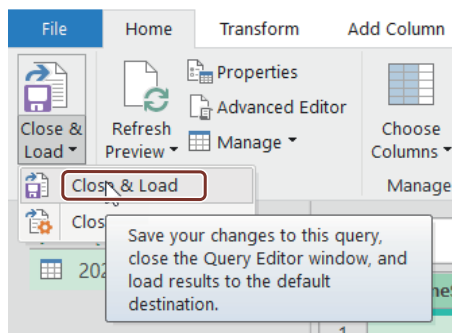 File Home Transform Add Column
Properties
Advanced Editor
Manage
Close &
Load
Refresh
Preview
Choose
Columns
Manage
Close & Load
Clos
Save your changes to this query,
close the Query Editor window, and
load results to the default
destination.
202
1